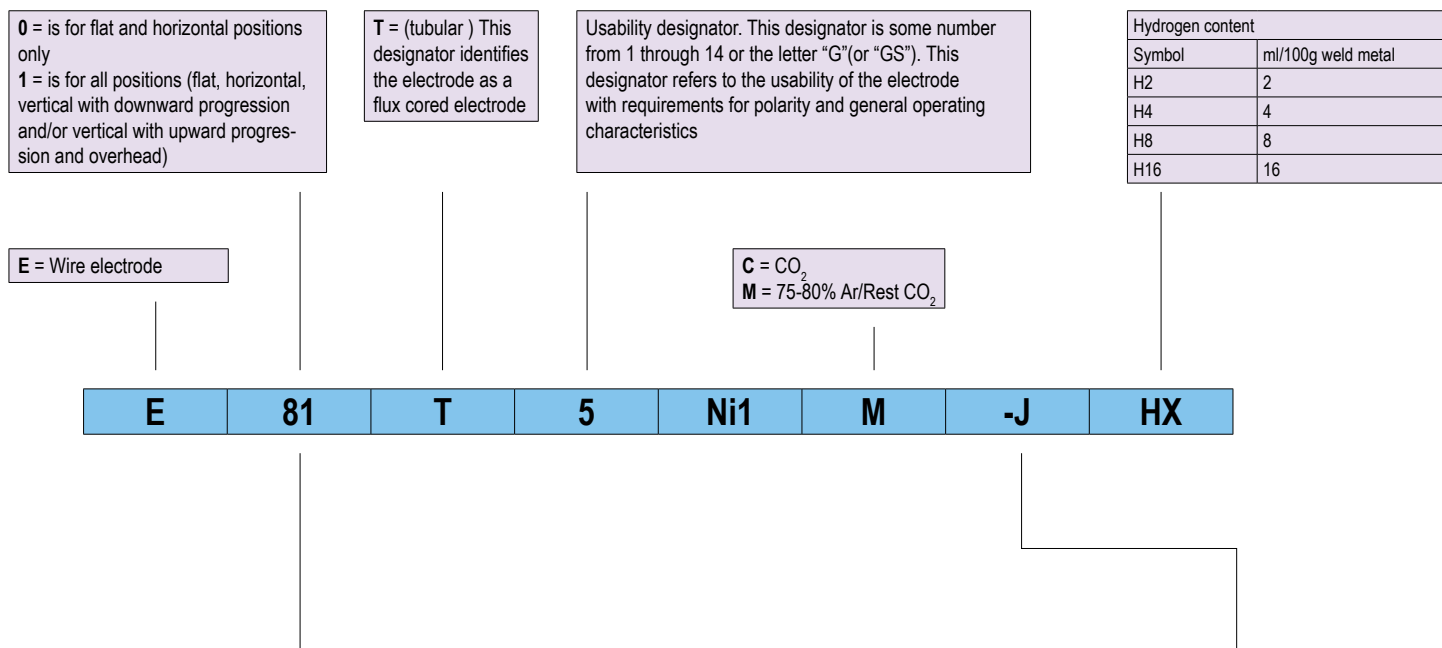 0 = is for flat and horizontal positions
only
1 = is for all positions (flat, horizontal,
vertical with downward progression
and/or vertical with upward progres-
sion and overhead)
T = (tubular ) This
designator identifies
the electrode as a
flux cored electrode
Usability designator. This designator is some number
from 1 through 14 or the letter “G”(or “GS”). This
designator refers to the usability of the electrode
with requirements for polarity and general operating
characteristics
Hydrogen content
Symbol ml/100g weld metal
H2 2
H4 4
H8 8
H16 16
E = Wire electrode
C = CO2
M = 75-80% Ar/Rest CO2
E 81 T 5 Ni1 M -J HX